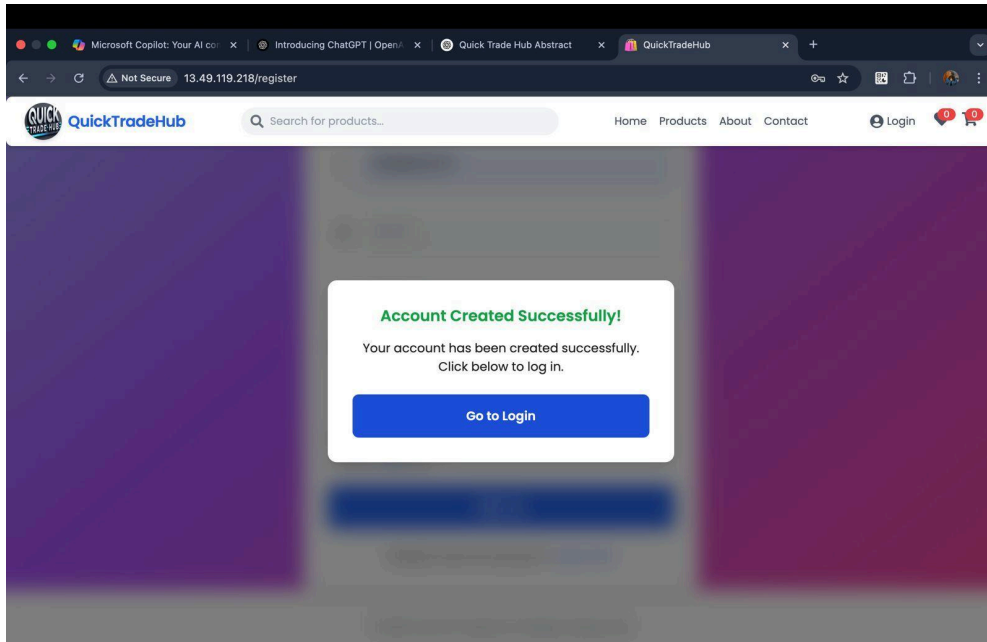 Microsoft Copilot: Your AI con
Introducing ChatGPT | OpenA
Quick Trade Hub Abstract
QuickTradeHub
Not Secure 13.49.119.218/register
QUICK
TRADE HUB
QuickTradeHub
Search for products...
Home Products About Contact
Login
0
0
Account Created Successfully!
Your account has been created successfully.
Click below to log in.
Go to Login